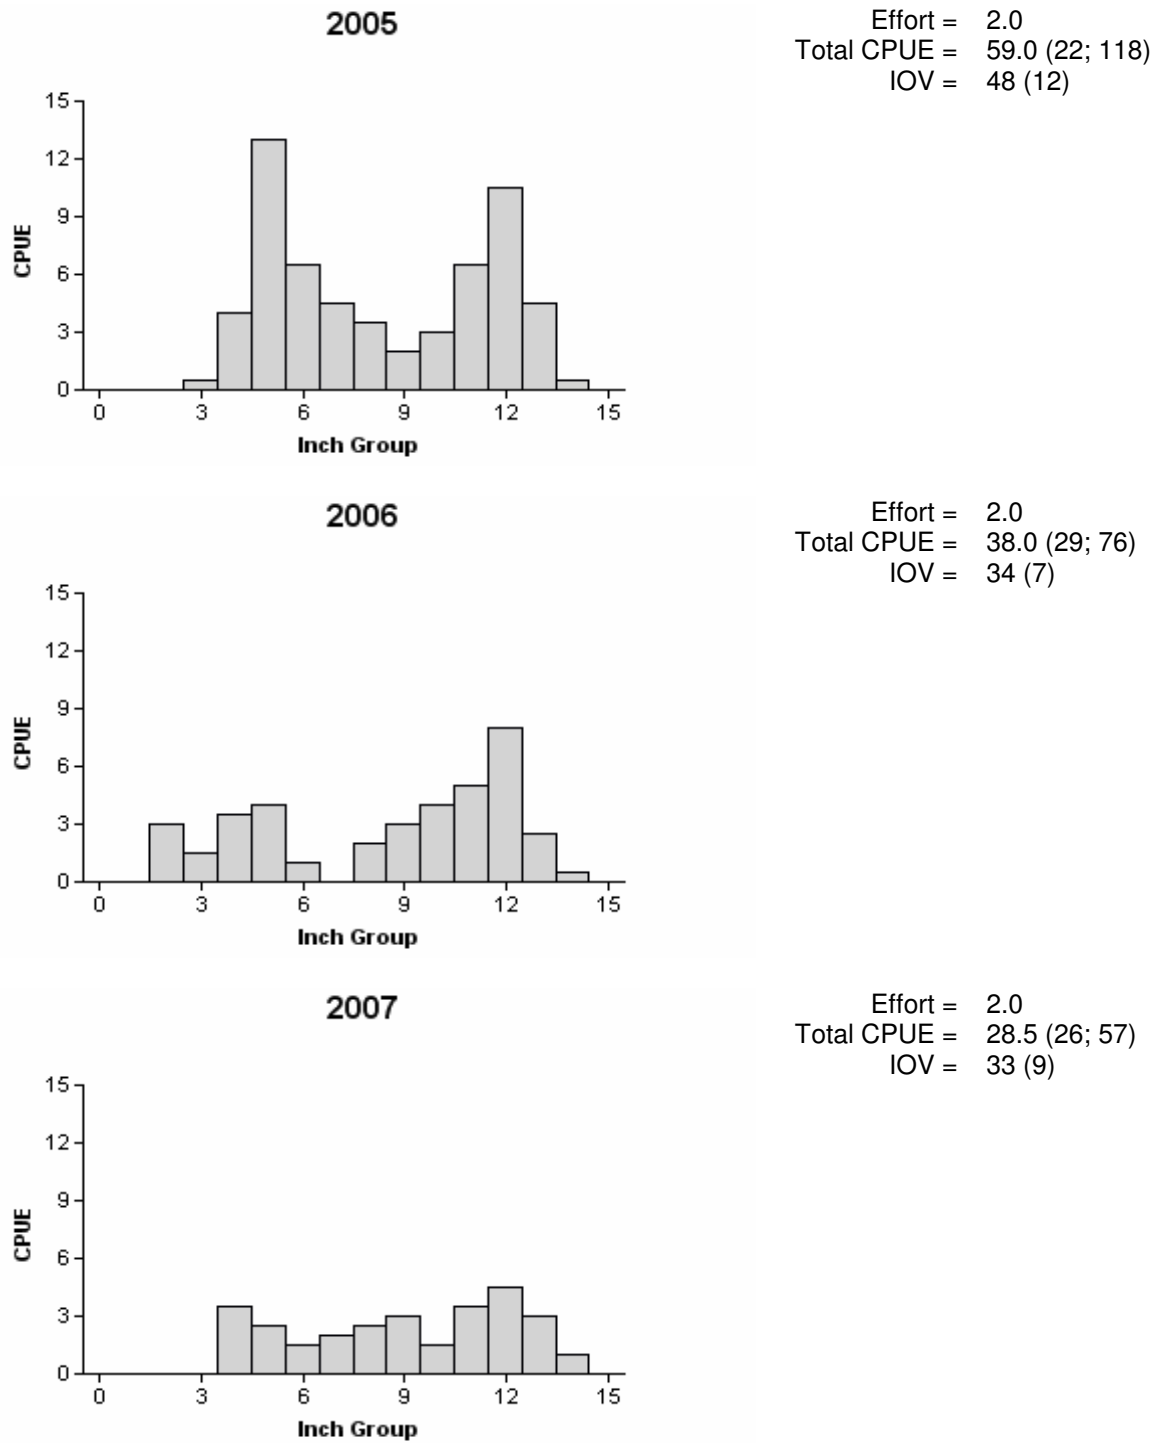 2005
Effort = 2.0
Total CPUE = 59.0 (22; 118)
IOV = 48 (12)
15
12
9
6
3
0
CPUE
0 3 6 9 12 15
Inch Group
2006
Effort = 2.0
Total CPUE = 38.0 (29; 76)
IOV = 34 (7)
15
12
9
6
3
0
CPUE
0 3 6 9 12 15
Inch Group
2007
Effort = 2.0
Total CPUE = 28.5 (26; 57)
IOV = 33 (9)
15
12
9
6
3
0
CPUE
0 3 6 9 12 15
Inch Group